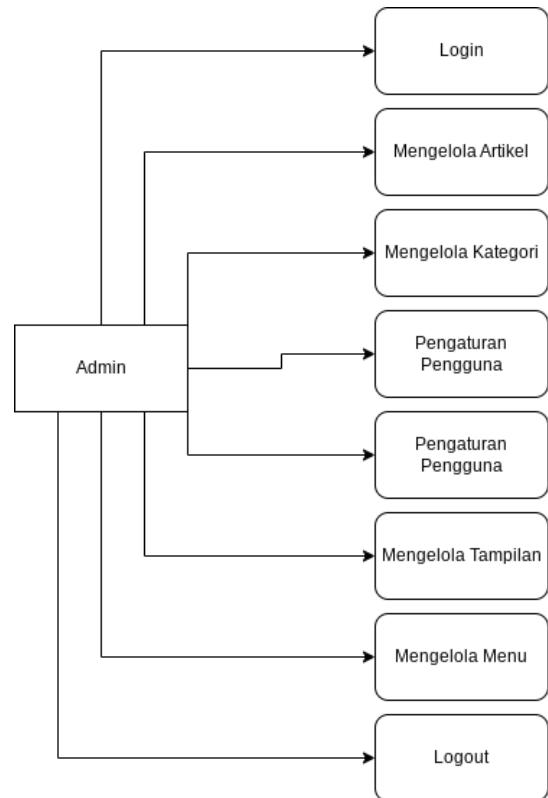 Login
Mengelola Artikel
Mengelola Kategori
Admin
Pengaturan
Pengguna
Pengaturan
Pengguna
Mengelola Tampilan
Mengelola Menu
Logout